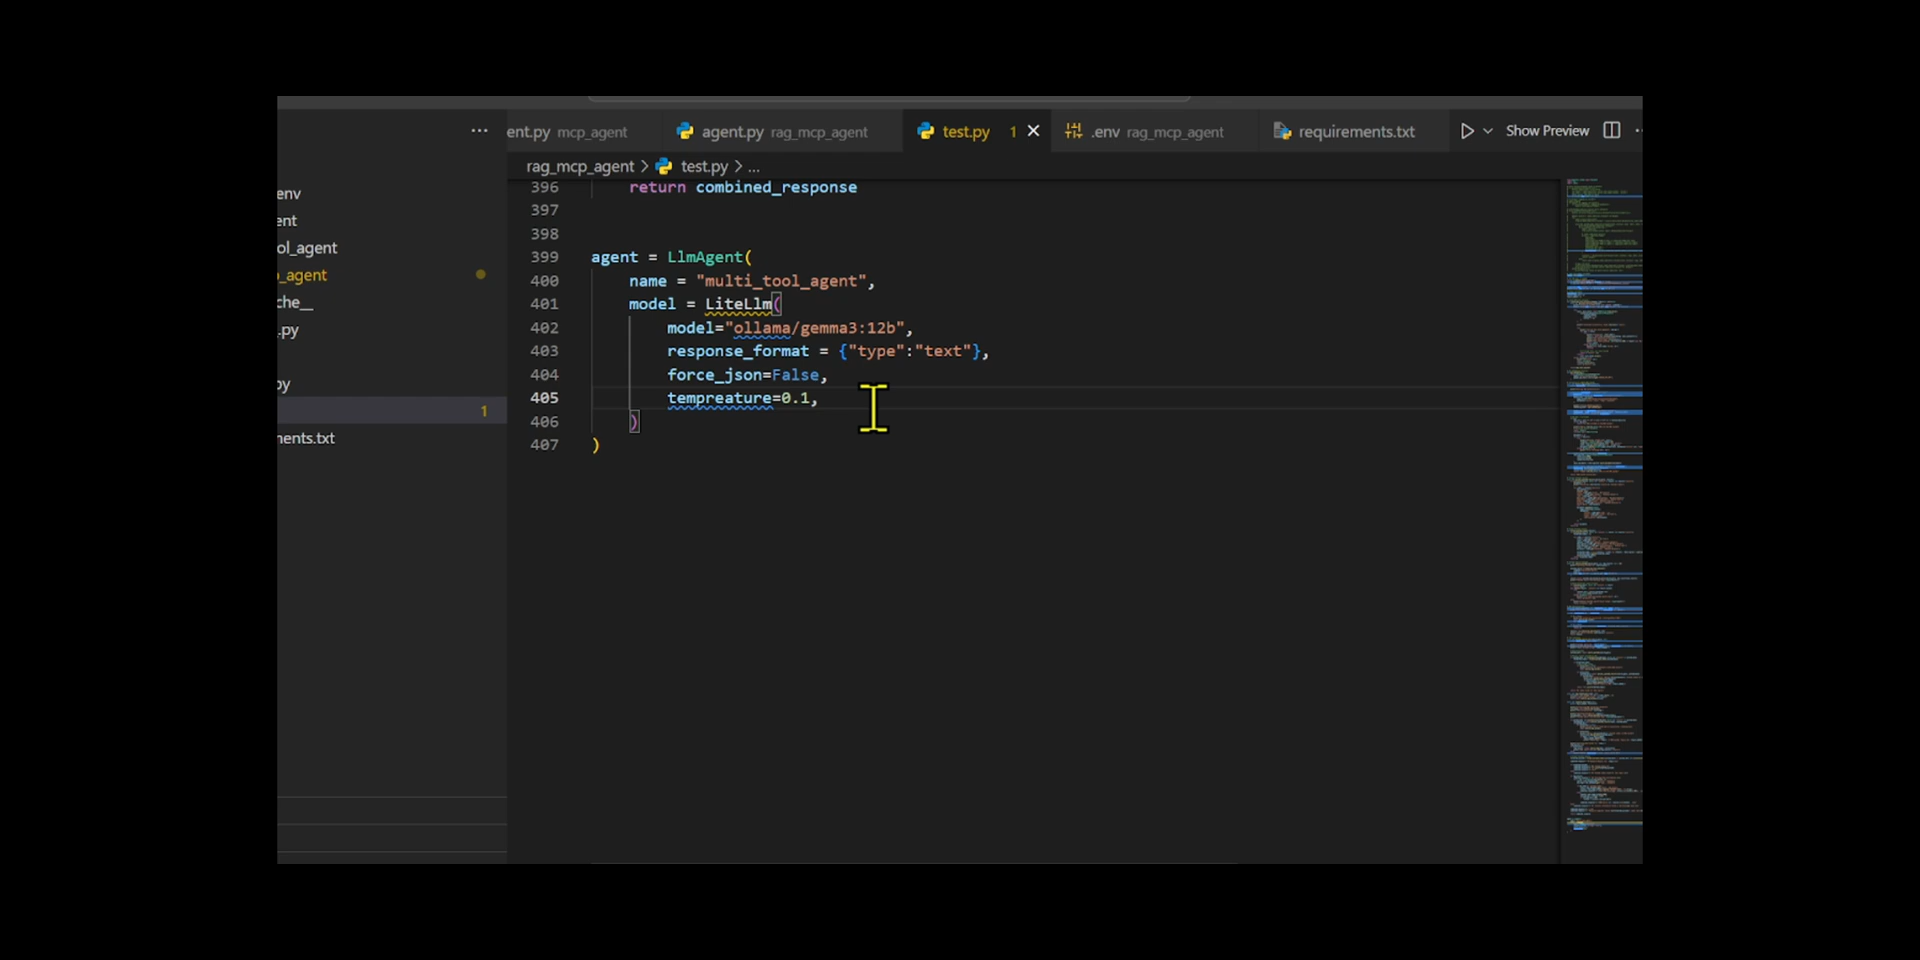 ent.py mcp_agent
agent.py rag_mcp_agent
test.py 1
.env rag_mcp_agent
requirements.txt
Show Preview
rag_mcp_agent > test.py > ...
env
ent
ol_agent
_agent
che__
.py
py
1
nents.txt
396 return combined_response
397
398
399 agent = LlmAgent(
400 name = "multi_tool_agent",
401 model = LiteLlm(
402 model="ollama/gemma3:12b",
403 response_format = {"type":"text"},
404 force_json=False,
405 tempreature=0.1,
406 )
407 )